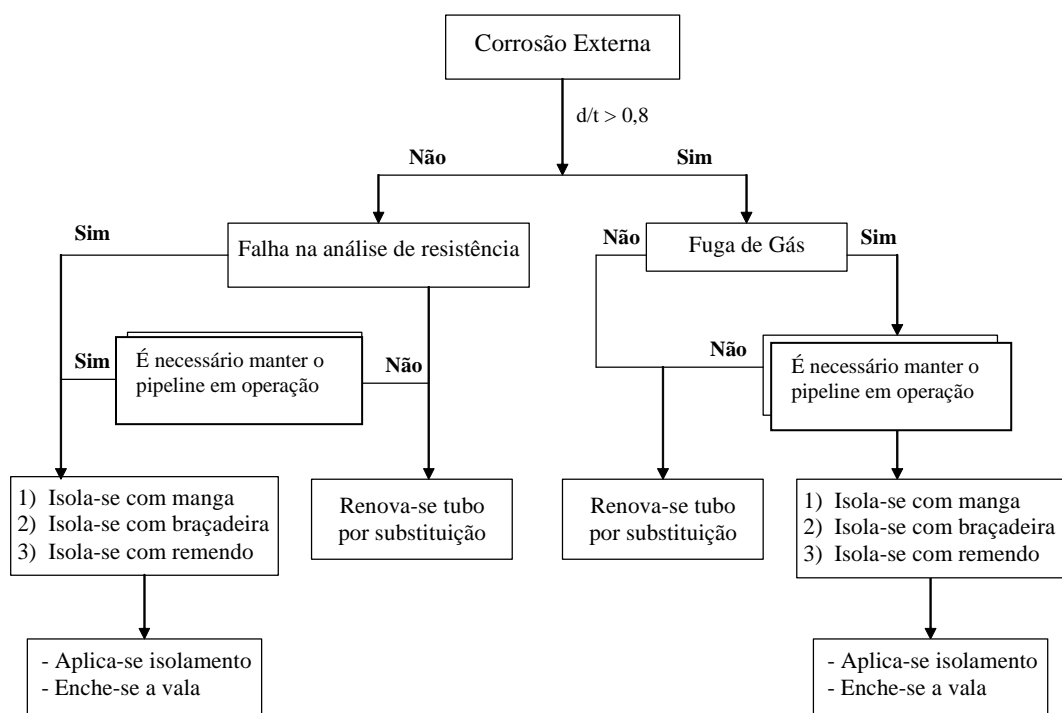 Corrosão Externa
d/t > 0,8
Não
Sim
Sim
Falha na análise de resistência
Não
Fuga de Gás
Sim
Sim
É necessário manter o
pipeline em operação
Não
Não
É necessário manter o
pipeline em operação
1) Isola-se com manga
2) Isola-se com braçadeira
3) Isola-se com remendo
Renova-se tubo
por substituição
Renova-se tubo
por substituição
1) Isola-se com manga
2) Isola-se com braçadeira
3) Isola-se com remendo
- Aplica-se isolamento
- Enche-se a vala
- Aplica-se isolamento
- Enche-se a vala